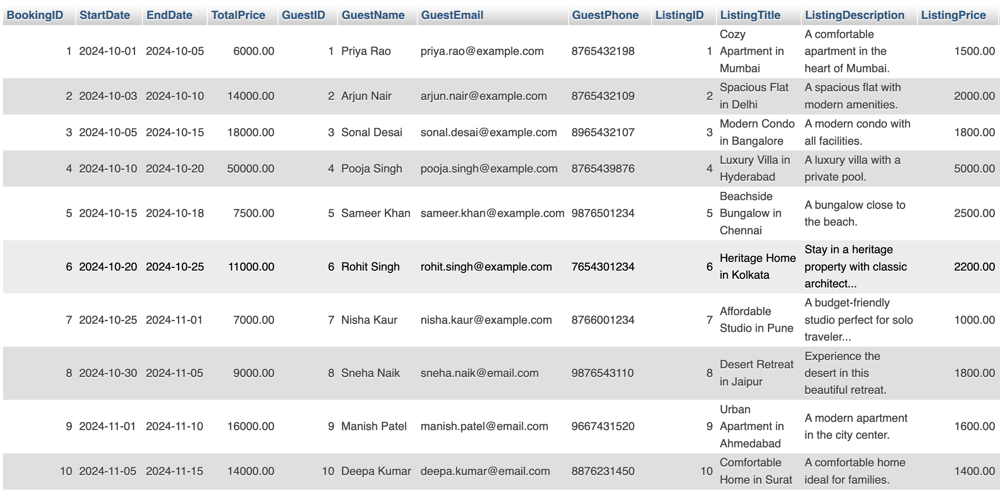 BookingID StartDate EndDate TotalPrice GuestID GuestName GuestEmail GuestPhone ListingID ListingTitle ListingDescription ListingPrice
1 2024-10-01 2024-10-05 6000.00 1 Priya Rao priya.rao@example.com 8765432198 1 Cozy Apartment in Mumbai A comfortable apartment in the heart of Mumbai. 1500.00
2 2024-10-03 2024-10-10 14000.00 2 Arjun Nair arjun.nair@example.com 8765432109 2 Spacious Flat in Delhi A spacious flat with modern amenities. 2000.00
3 2024-10-05 2024-10-15 18000.00 3 Sonal Desai sonal.desai@example.com 8965432107 3 Modern Condo in Bangalore A modern condo with all facilities. 1800.00
4 2024-10-10 2024-10-20 50000.00 4 Pooja Singh pooja.singh@example.com 8765439876 4 Luxury Villa in Hyderabad A luxury villa with a private pool. 5000.00
5 2024-10-15 2024-10-18 7500.00 5 Sameer Khan sameer.khan@example.com 9876501234 5 Beachside Bungalow in Chennai A bungalow close to the beach. 2500.00
6 2024-10-20 2024-10-25 11000.00 6 Rohit Singh rohit.singh@example.com 7654301234 6 Heritage Home in Kolkata Stay in a heritage property with classic architect... 2200.00
7 2024-10-25 2024-11-01 7000.00 7 Nisha Kaur nisha.kaur@example.com 8766001234 7 Affordable Studio in Pune A budget-friendly studio perfect for solo traveler... 1000.00
8 2024-10-30 2024-11-05 9000.00 8 Sneha Naik sneha.naik@email.com 9876543110 8 Desert Retreat in Jaipur Experience the desert in this beautiful retreat. 1800.00
9 2024-11-01 2024-11-10 16000.00 9 Manish Patel manish.patel@email.com 9667431520 9 Urban Apartment in Ahmedabad A modern apartment in the city center. 1600.00
10 2024-11-05 2024-11-15 14000.00 10 Deepa Kumar deepa.kumar@email.com 8876231450 10 Comfortable Home in Surat A comfortable home ideal for families. 1400.00